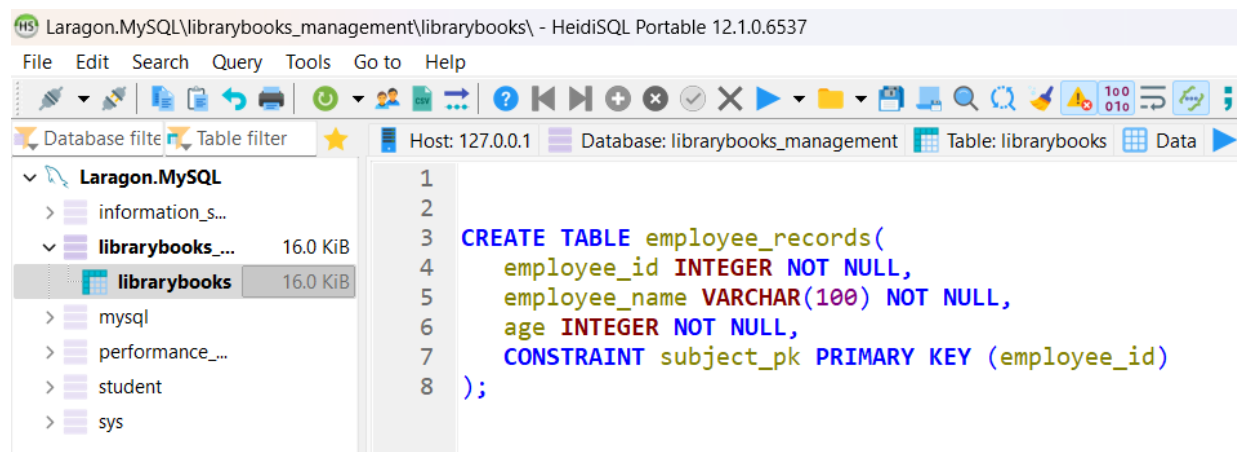 Laragon.MySQL\librarybooks_management\librarybooks\ - HeidiSQL Portable 12.1.0.6537
File Edit Search Query Tools Go to Help
CSV
100
010
Database filte Table filter
Host: 127.0.0.1 Database: librarybooks_management Table: librarybooks Data
Laragon.MySQL
information_s...
librarybooks_... 16.0 KiB
librarybooks 16.0 KiB
mysql
performance_...
student
sys
1
2
3 CREATE TABLE employee_records(
4 employee_id INTEGER NOT NULL,
5 employee_name VARCHAR(100) NOT NULL,
6 age INTEGER NOT NULL,
7 CONSTRAINT subject_pk PRIMARY KEY (employee_id)
8 );